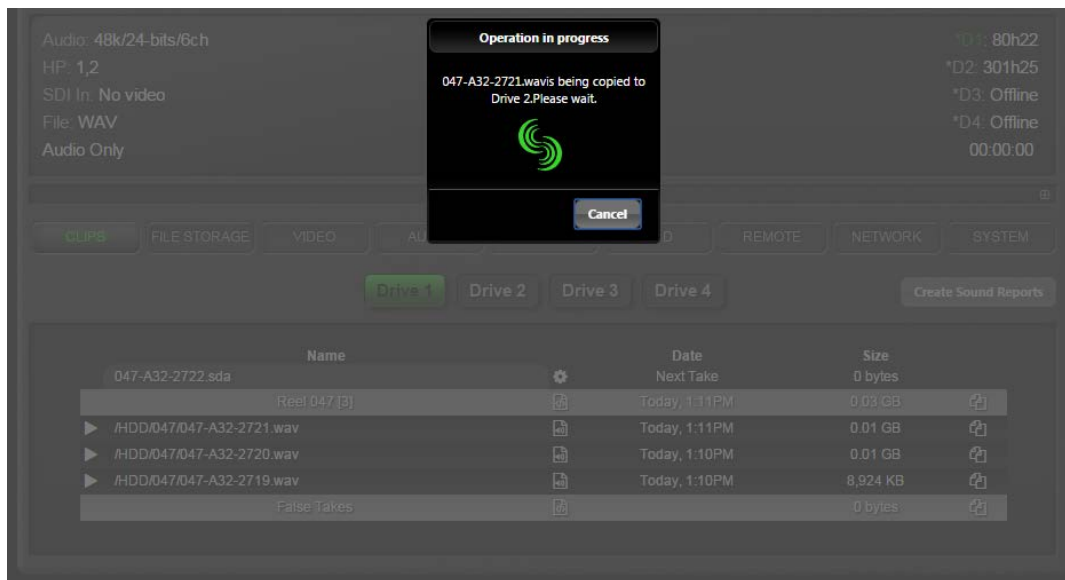 Audio: 48k/24-bits/6ch
HP: 1,2
SDI In: No video
File: WAV
Audio Only
Operation in progress
047-A32-2721.wavis being copied to
Drive 2.Please wait.
Cancel
*D1: 80h22
*D2: 301h25
*D3: Offline
*D4: Offline
00:00:00
CLIPS FILE STORAGE VIDEO REMOTE NETWORK SYSTEM
Drive 1 Drive 2 Drive 3 Drive 4 Create Sound Reports
Name Date Size
047-A32-2722.sda Next Take 0 bytes
Reel 047 [3] Today, 1:11PM 0.03 GB
/HDD/047/047-A32-2721.wav Today, 1:11PM 0.01 GB
/HDD/047/047-A32-2720.wav Today, 1:10PM 0.01 GB
/HDD/047/047-A32-2719.wav Today, 1:10PM 8,924 KB
False Takes 0 bytes